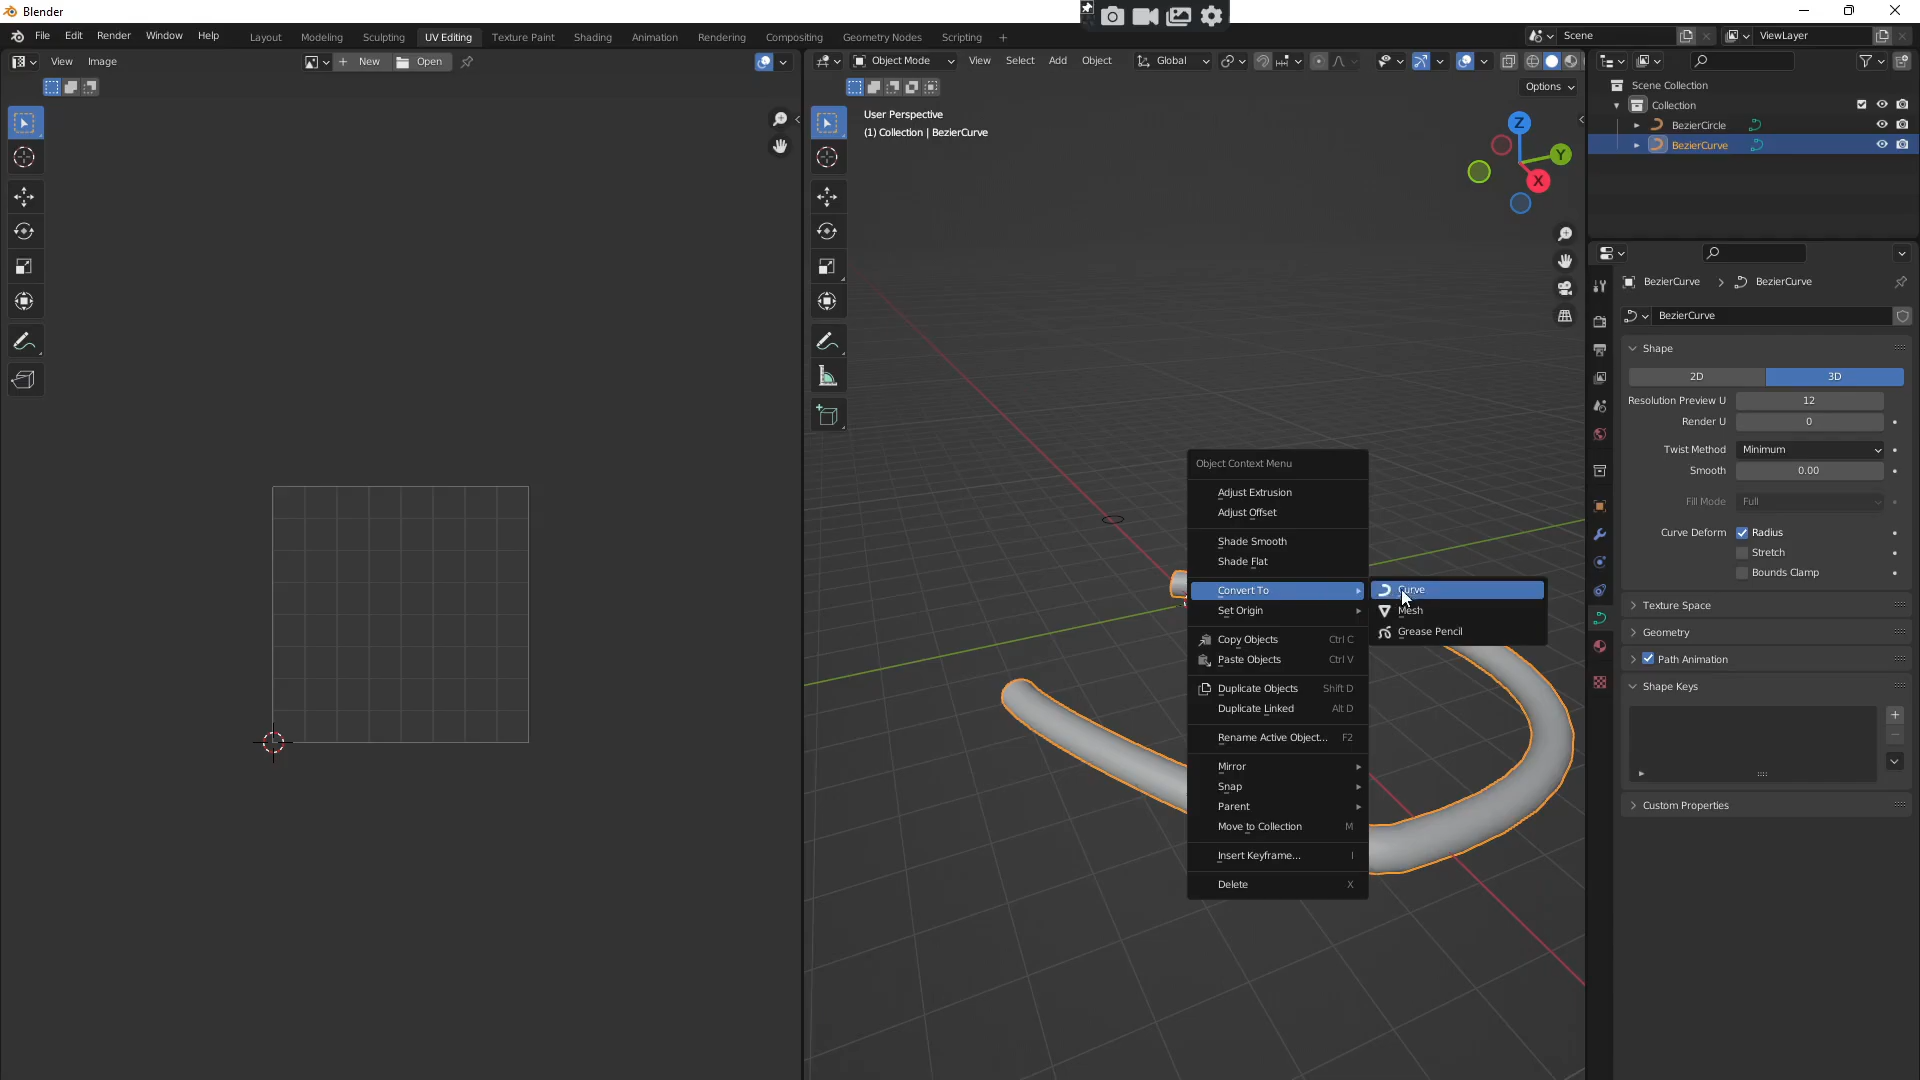 Blender
File Edit Render Window Help
Layout Modeling Sculpting UV Editing Texture Paint Shading Animation Rendering Compositing Geometry Nodes Scripting +
Scene
ViewLayer
View Image
+ New Open
Object Mode View Select Add Object Global
Options
User Perspective
(1) Collection | BezierCurve
Z
Y
X
Object Context Menu
Adjust Extrusion
Adjust Offset
Shade Smooth
Shade Flat
Convert To
Set Origin
Copy Objects Ctrl C
Paste Objects Ctrl V
Duplicate Objects Shift D
Duplicate Linked Alt D
Rename Active Object... F2
Mirror
Snap
Parent
Move to Collection M
Insert Keyframe... I
Delete X
Curve
Mesh
Grease Pencil
Scene Collection
Collection
BezierCircle
BezierCurve
BezierCurve > BezierCurve
BezierCurve
Shape
2D 3D
Resolution Preview U 12
Render U 0
Twist Method Minimum
Smooth 0.00
Fill Mode Full
Curve Deform Radius
Stretch
Bounds Clamp
Texture Space
Geometry
Path Animation
Shape Keys
Custom Properties